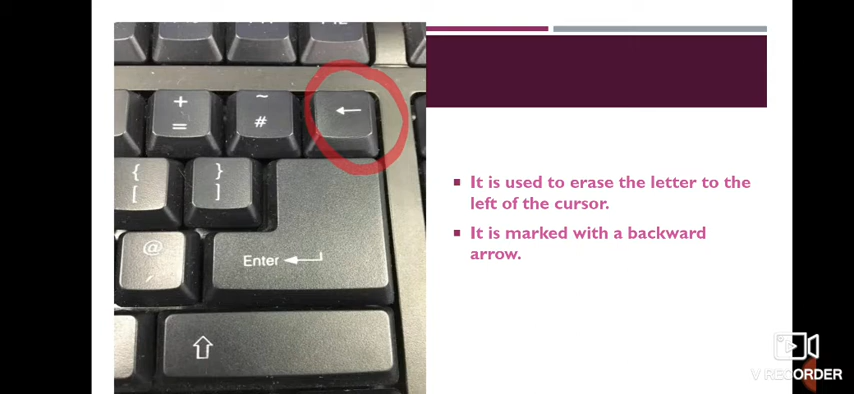 +
=
~
#
←
{
[
}
]
@
Enter
It is used to erase the letter to the
left of the cursor.
It is marked with a backward
arrow.
V RECORDER